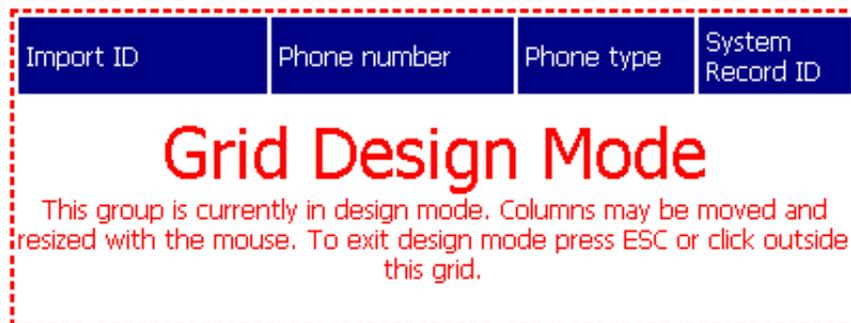 Import ID
Phone number
Phone type
System
Record ID
Grid Design Mode
This group is currently in design mode. Columns may be moved and
resized with the mouse. To exit design mode press ESC or click outside
this grid.